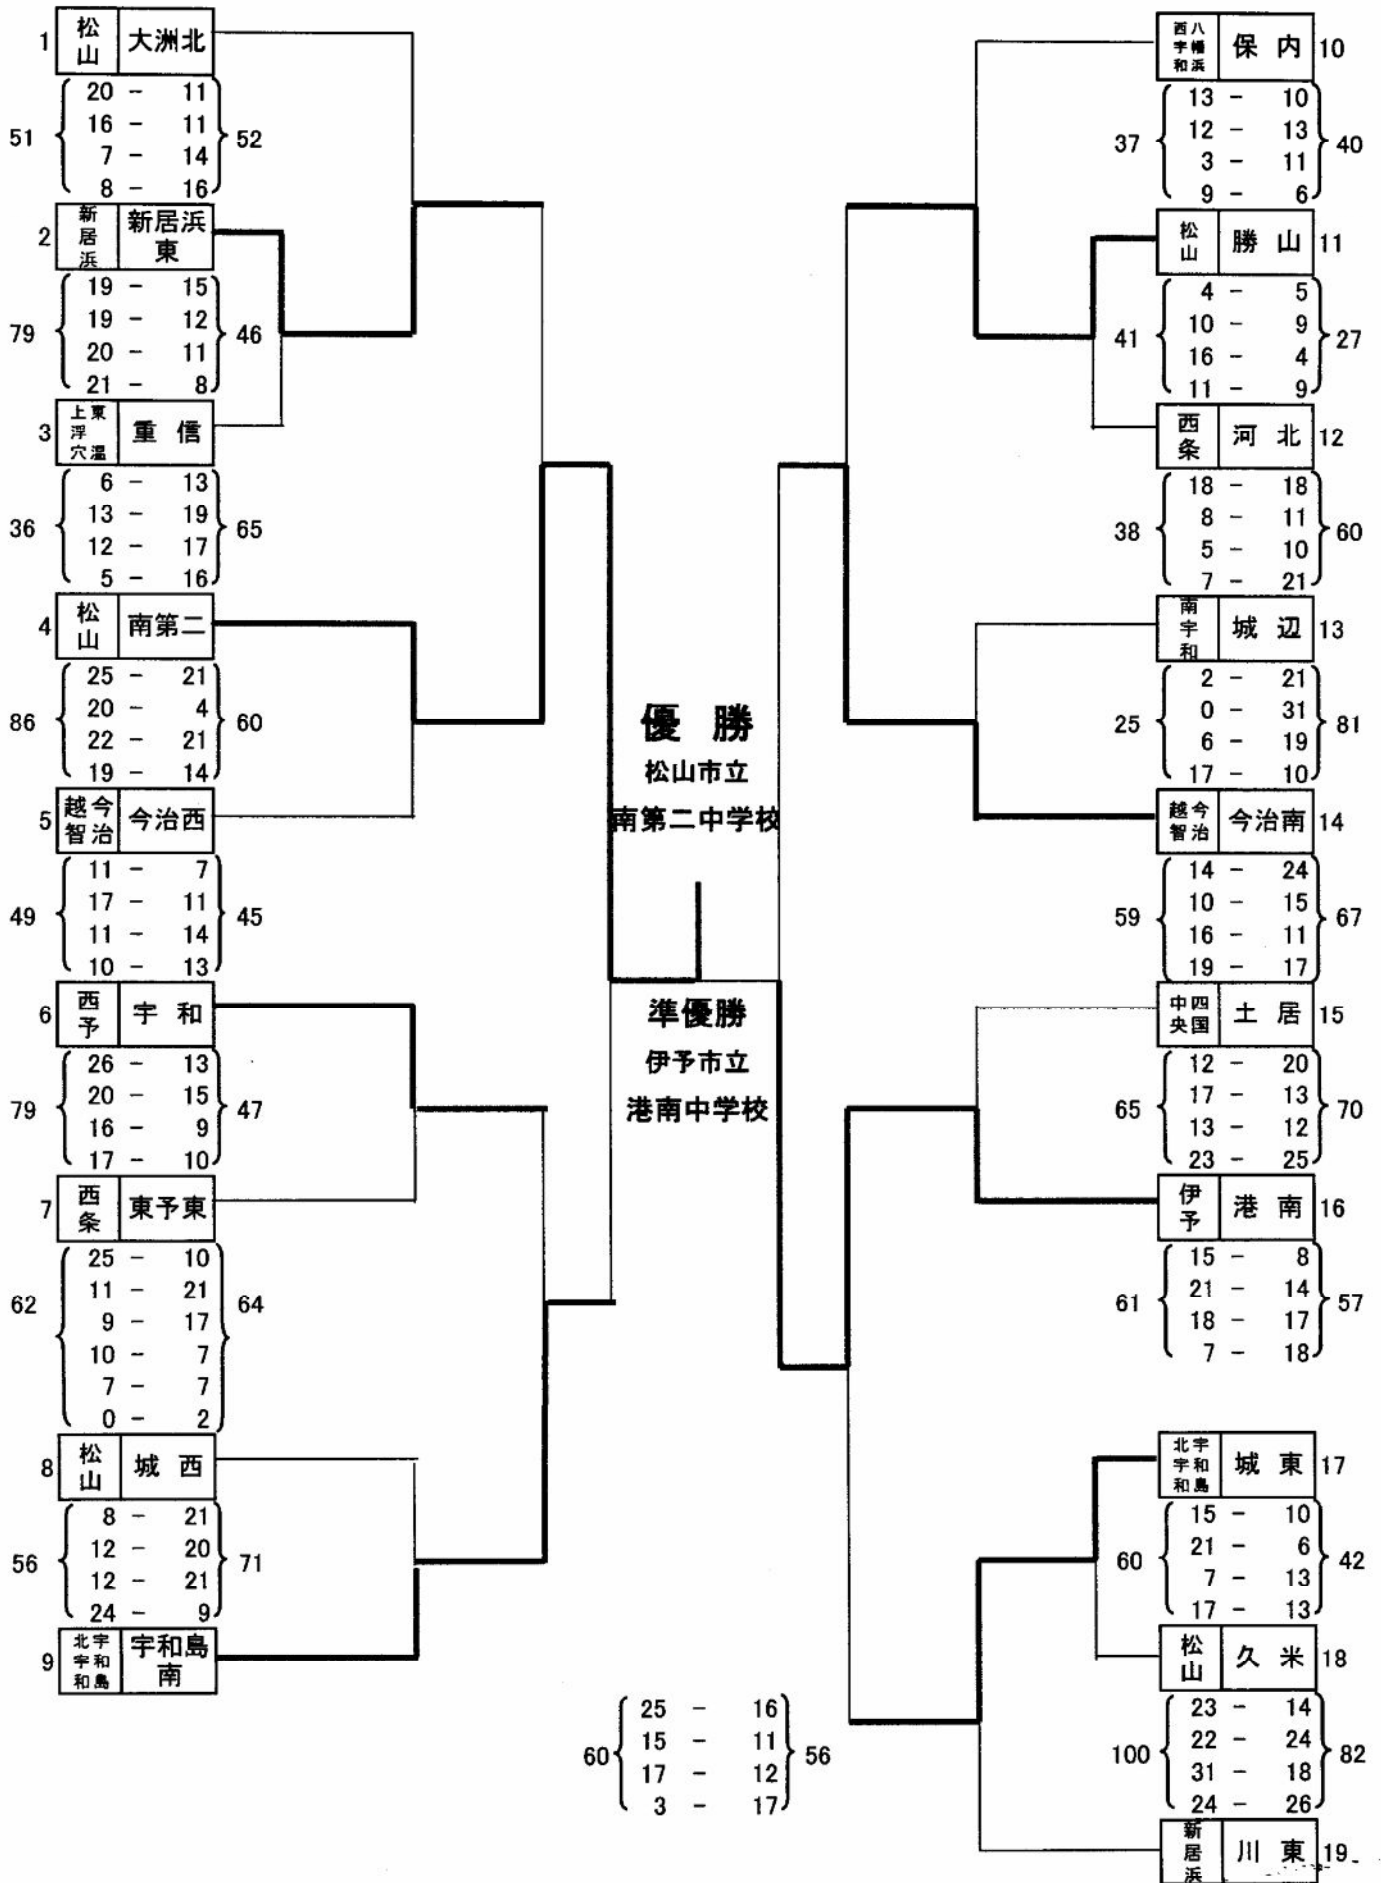 1 松山 大洲北
51 52
20 - 11
16 - 11
7 - 14
8 - 16
2 新居浜 新居浜東
79 46
19 - 15
19 - 12
20 - 11
21 - 8
3 上浮穴東温 重信
36 65
6 - 13
13 - 19
12 - 17
5 - 16
4 松山 南第二
86 60
25 - 21
20 - 4
22 - 21
19 - 14
5 越智今治 今治西
49 45
11 - 7
17 - 11
11 - 14
10 - 13
6 西予 宇和
79 47
26 - 13
20 - 15
16 - 9
17 - 10
7 西条 東予東
62 64
25 - 10
11 - 21
9 - 17
10 - 7
7 - 7
0 - 2
8 松山 城西
56 71
8 - 21
12 - 20
12 - 21
24 - 9
9 北宇和宇和島 宇和島南
優勝
松山市立
南第二中学校
準優勝
伊予市立
港南中学校
60 56
25 - 16
15 - 11
17 - 12
3 - 17
西宇和八幡浜 保内 10
37 40
13 - 10
12 - 13
3 - 11
9 - 6
松山 勝山 11
41 27
4 - 5
10 - 9
16 - 4
11 - 9
西条 河北 12
38 60
18 - 18
8 - 11
5 - 10
7 - 21
南宇和 城辺 13
25 81
2 - 21
0 - 31
6 - 19
17 - 10
越智今治 今治南 14
59 67
14 - 24
10 - 15
16 - 11
19 - 17
中央四国 土居 15
65 70
12 - 20
17 - 13
13 - 12
23 - 25
伊予 港南 16
61 57
15 - 8
21 - 14
18 - 17
7 - 18
北宇和宇和島 城東 17
60 42
15 - 10
21 - 6
7 - 13
17 - 13
松山 久米 18
100 82
23 - 14
22 - 24
31 - 18
24 - 26
新居浜 川東 19